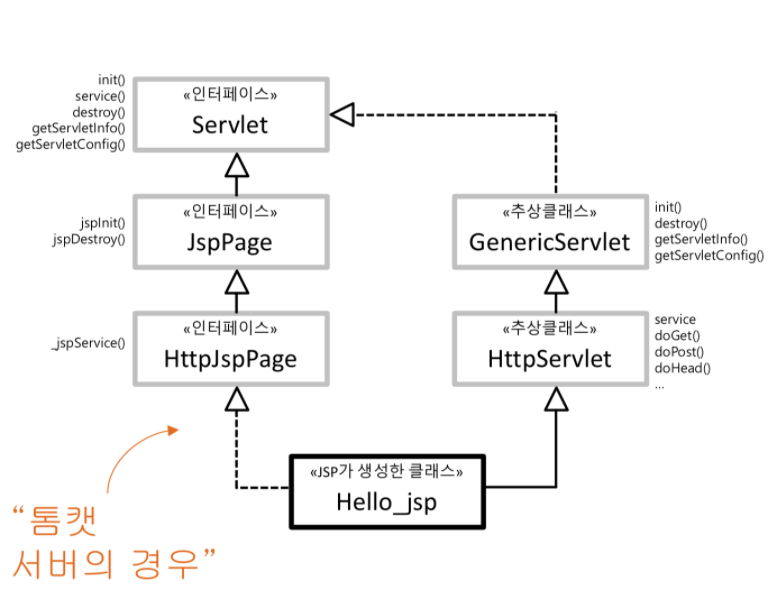 init()
service()
destroy()
getServletInfo()
getServletConfig()
«인터페이스»
Servlet
jspInit()
jspDestroy()
«인터페이스»
JspPage
«추상클래스»
GenericServlet
init()
destroy()
getServletInfo()
getServletConfig()
_jspService()
«인터페이스»
HttpJspPage
«추상클래스»
HttpServlet
service
doGet()
doPost()
doHead()
...
«JSP가 생성한 클래스»
Hello_jsp
“톰캣
서버의 경우”